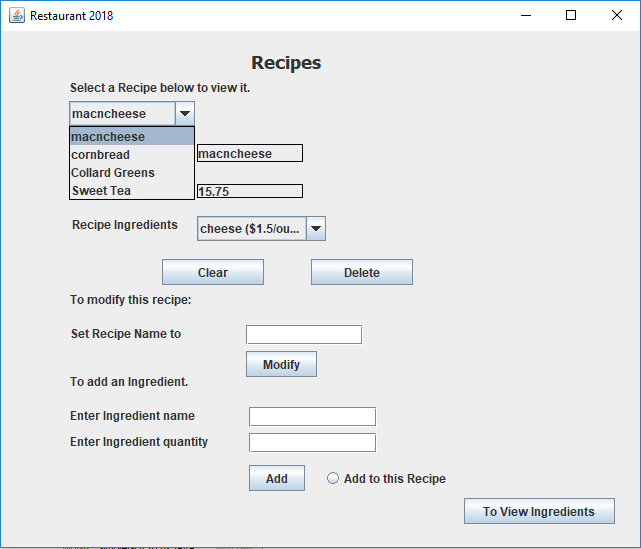 Restaurant 2018
Recipes
Select a Recipe below to view it.
macncheese
macncheese
cornbread
macncheese
Collard Greens
Sweet Tea
15.75
Recipe Ingredients
cheese ($1.5/ou...
Clear
Delete
To modify this recipe:
Set Recipe Name to
Modify
To add an Ingredient.
Enter Ingredient name
Enter Ingredient quantity
Add
Add to this Recipe
To View Ingredients